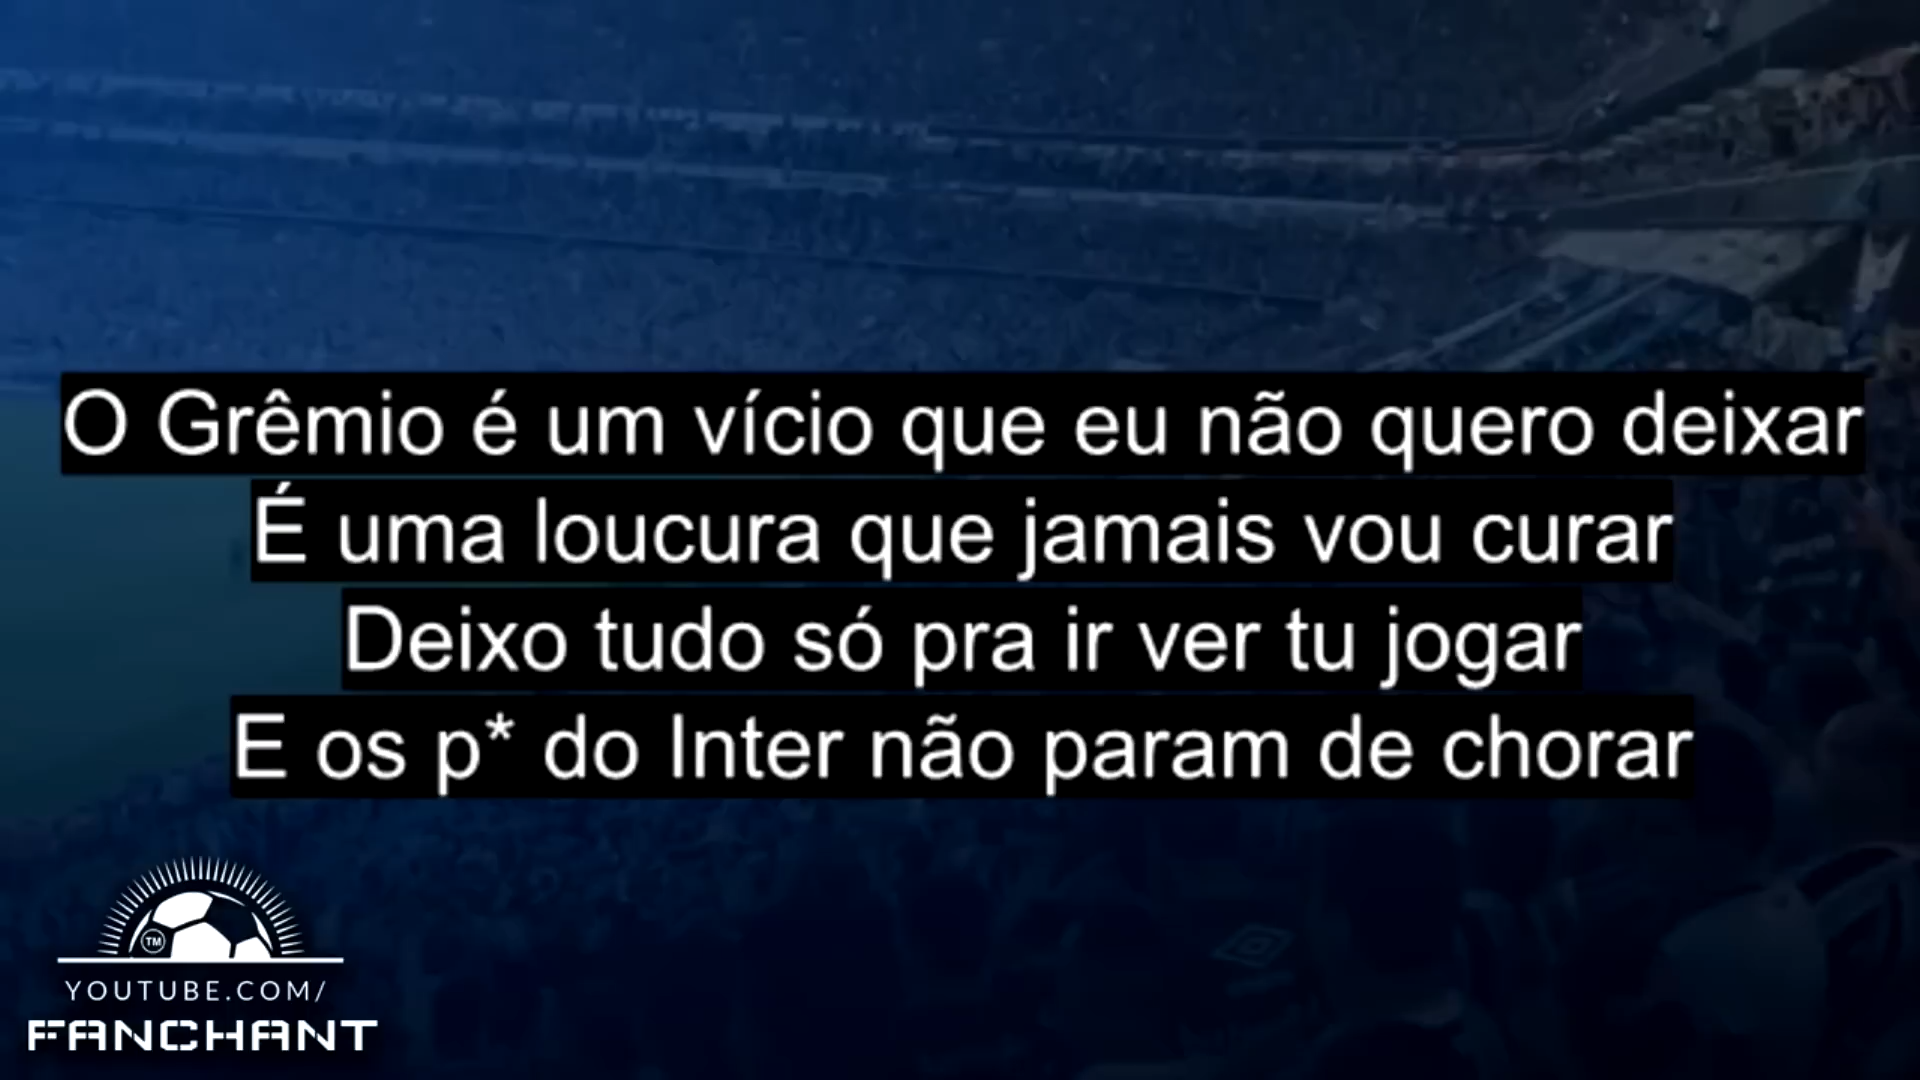 O Grêmio é um vício que eu não quero deixar
É uma loucura que jamais vou curar
Deixo tudo só pra ir ver tu jogar
E os p* do Inter não param de chorar
TM
YOUTUBE.COM/
FANCHANT